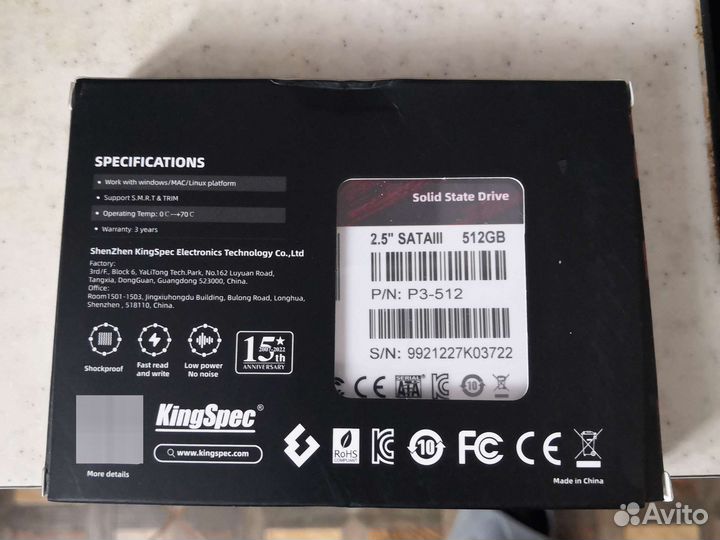 SPECIFICATIONS
Work with windows/MAC/Linux platform
Support S.M.R.T & TRIM
Operating Temp: 0℃--+70℃
Warranty: 3 years
ShenZhen KingSpec Electronics Technology Co.,Ltd
Factory:
3rd/F., Block 6, YaLiTong Tech.Park, No.162 Luyuan Road,
Tangxia, DongGuan, Guangdong 523000, China.
Office:
Room1501-1503, Jingxiuhongdu Building, Bulong Road, Longhua,
Shenzhen , 518110, China.
Shockproof
Fast read
and write
Low power
No noise
15th
2007-2022
ANNIVERSARY
Solid State Drive
2.5" SATAIII 512GB
P/N: P3-512
S/N: 9921227K03722
CE
SERIAL
ATA
10
More details
KingSpec®
www.kingspec.com
RoHS
COMPLIANT
10
FC CE
Made in China
Avito